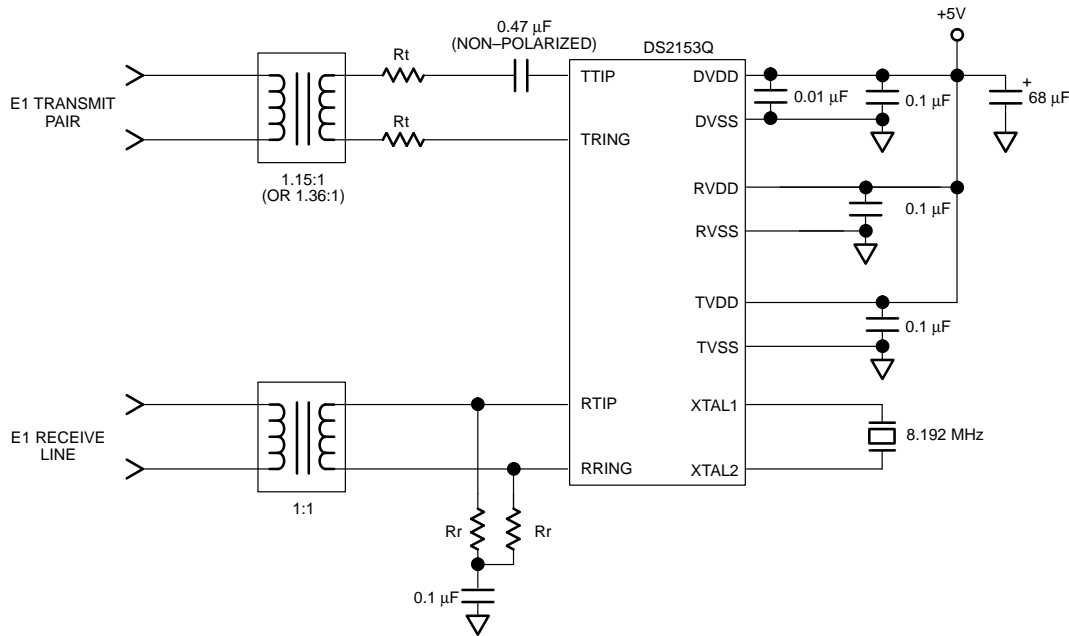 +5V
0.47 μF
(NON–POLARIZED)
DS2153Q
Rt
TTIP
DVDD
+
E1 TRANSMIT
PAIR
0.01 μF
0.1 μF
68 μF
DVSS
Rt
TRING
1.15:1
(OR 1.36:1)
RVDD
0.1 μF
RVSS
TVDD
0.1 μF
TVSS
RTIP
XTAL1
E1 RECEIVE
LINE
8.192 MHz
RRING
XTAL2
1:1
Rr
Rr
0.1 μF